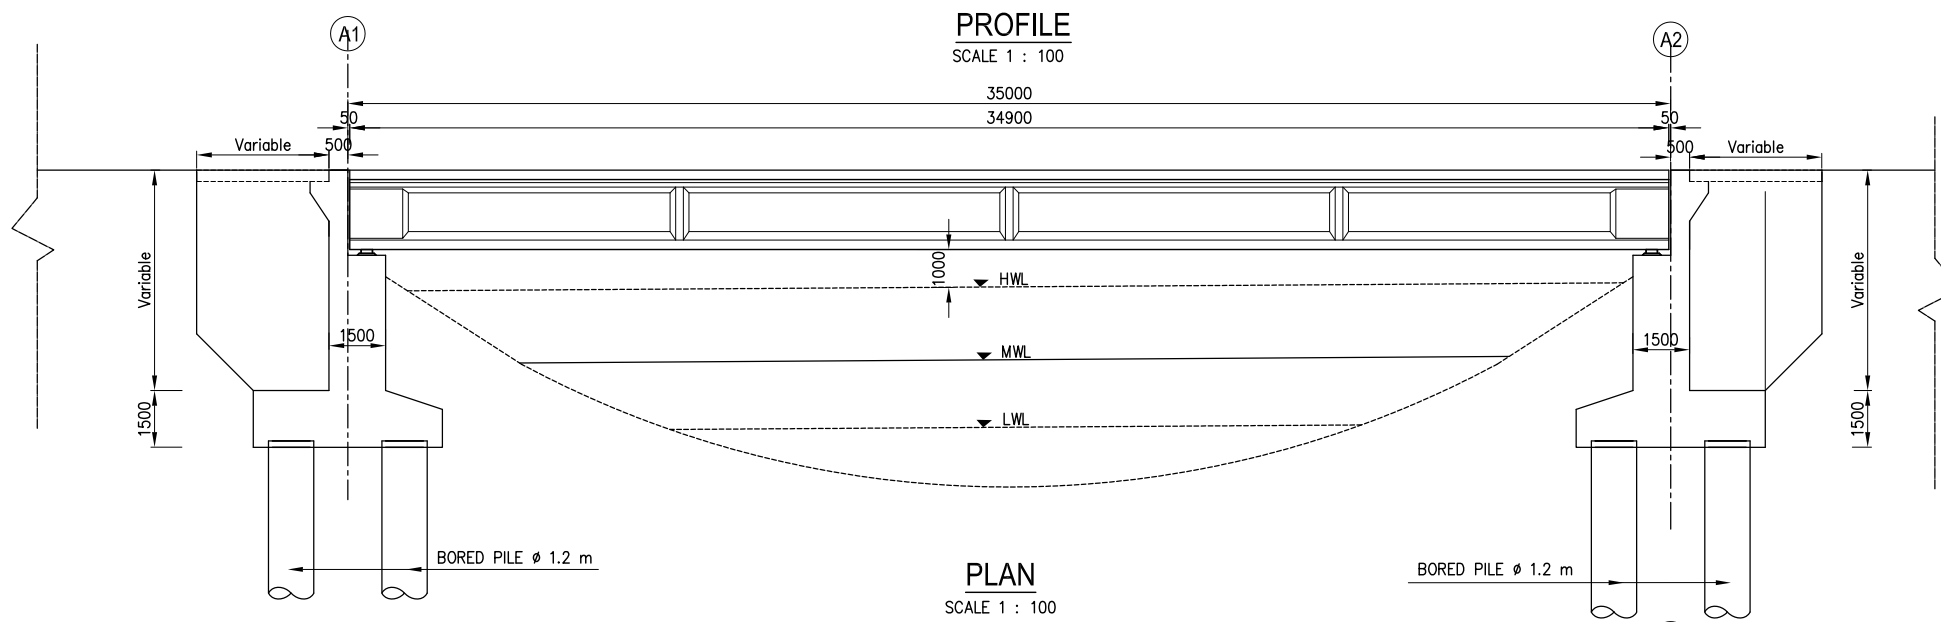 PROFILE
SCALE 1 : 100
A1
A2
35000
50
34900
50
Variable
500
500
Variable
1000
HWL
Variable
Variable
1500
1500
MWL
1500
LWL
1500
BORED PILE ø 1.2 m
BORED PILE ø 1.2 m
PLAN
SCALE 1 : 100